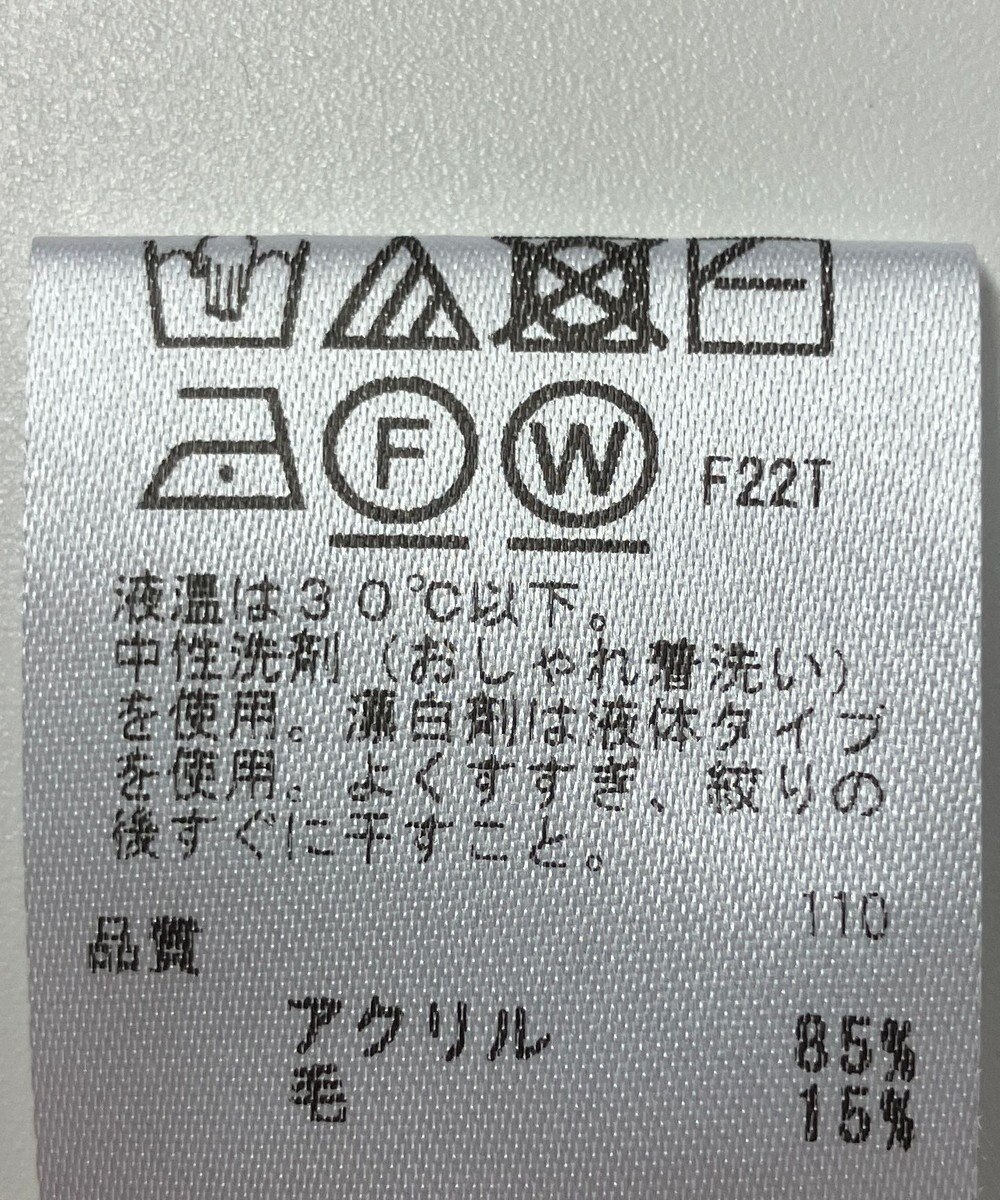 F W F22T
液温は30℃以下。
中性洗剤(おしゃれ着洗い)
を使用。漂白剤は液体タイプ
を使用。よくすすぎ、絞りの
後すぐに干すこと。
110
品質
アクリル 85%
毛 15%